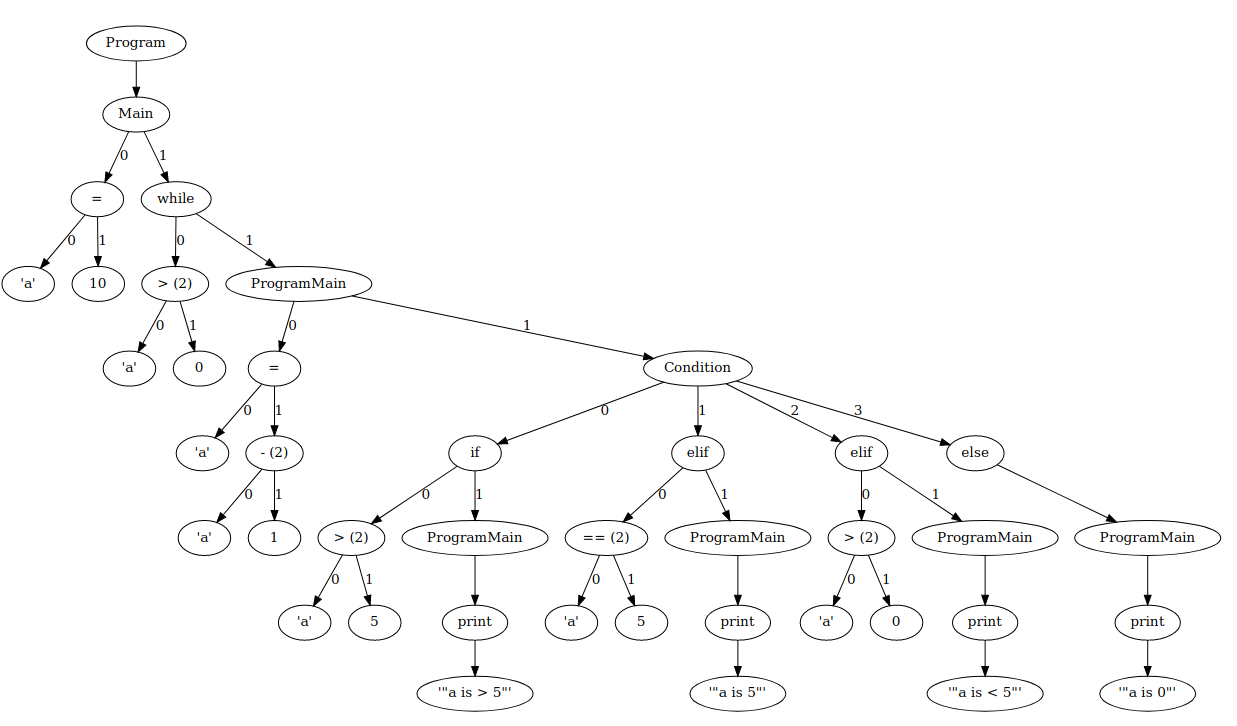 Program
Main
0 1
= while
0 1 0 1
'a' 10 > (2) ProgramMain
0 1 0 1
'a' 0 = Condition
0 1 0 1 2 3
'a' - (2) if elif elif else
0 1 0 1 0 1 0 1
'a' 1 > (2) ProgramMain == (2) ProgramMain > (2) ProgramMain ProgramMain
0 1 0 1 0 1
'a' 5 print 'a' 5 print 'a' 0 print print
'"a is > 5"' '"a is 5"' '"a is < 5"' '"a is 0"'